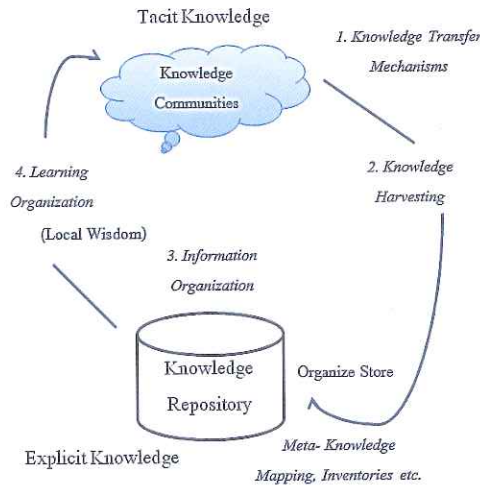 Tacit Knowledge
1. Knowledge Transfer
Mechanisms
Knowledge
Communities
2. Knowledge
Harvesting
4. Learning
Organization
(Local Wisdom)
3. Information
Organization
Knowledge
Repository
Organize Store
Explicit Knowledge
Meta- Knowledge
Mapping, Inventories etc.